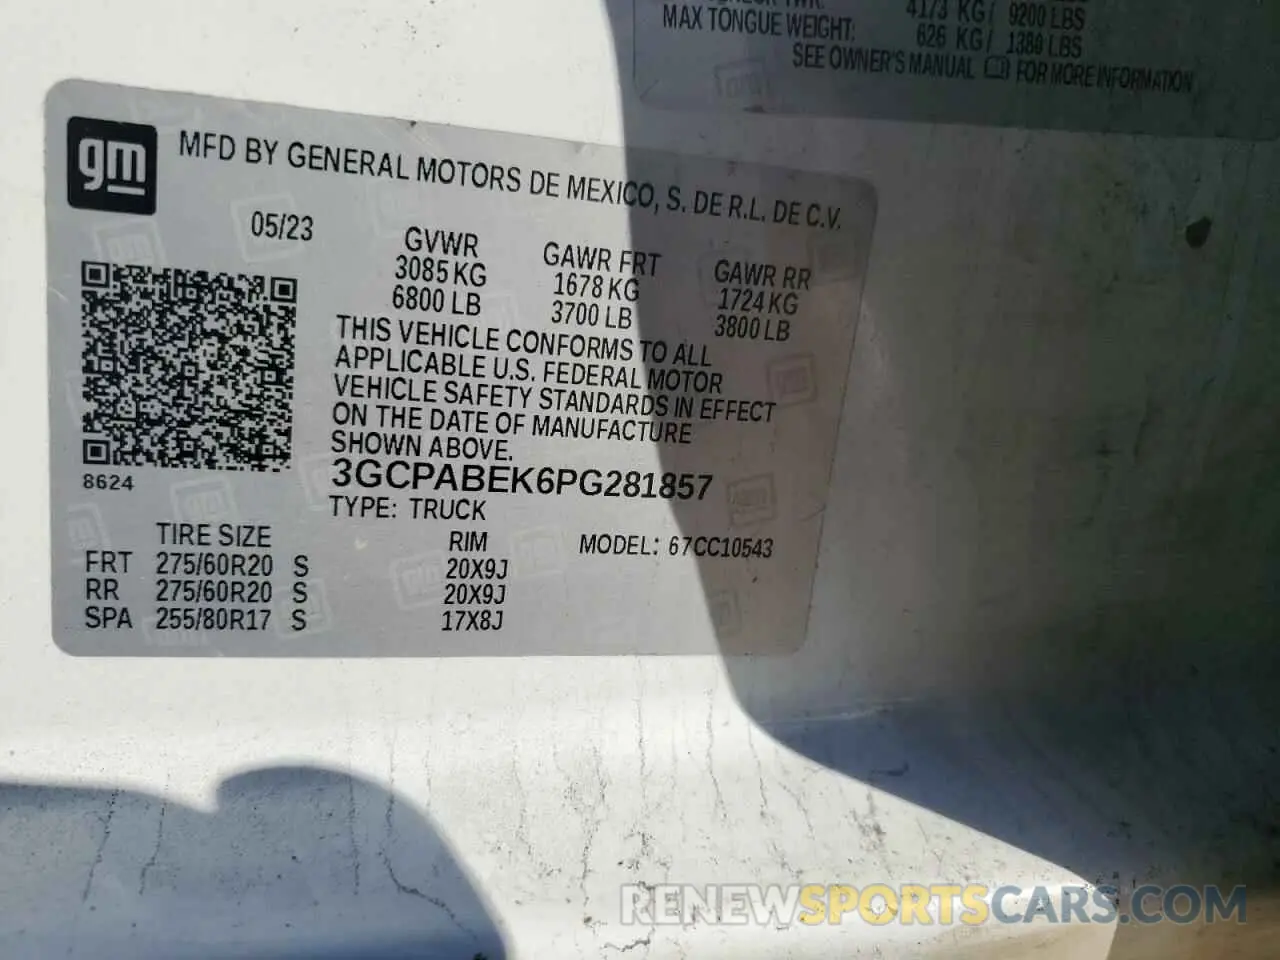 4173 KG/ 9200 LBS
MAX TONGUE WEIGHT: 626 KG/ 1380 LBS
SEE OWNER'S MANUAL FOR MORE INFORMATION
gm
MFD BY GENERAL MOTORS DE MEXICO, S. DE R.L. DE C.V.
05/23
GVWR GAWR FRT GAWR RR
3085 KG 1678 KG 1724 KG
6800 LB 3700 LB 3800 LB
THIS VEHICLE CONFORMS TO ALL
APPLICABLE U.S. FEDERAL MOTOR
VEHICLE SAFETY STANDARDS IN EFFECT
ON THE DATE OF MANUFACTURE
SHOWN ABOVE.
3GCPABEK6PG281857
8624
TYPE: TRUCK
TIRE SIZE RIM MODEL: 67CC10543
FRT 275/60R20 S 20X9J
RR 275/60R20 S 20X9J
SPA 255/80R17 S 17X8J
RENEWSPORTSCARS.COM